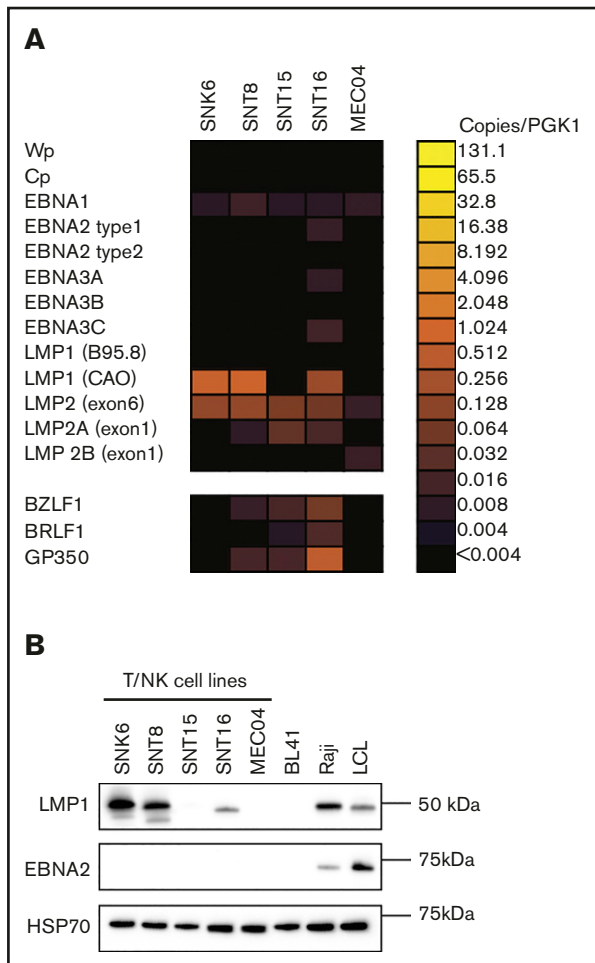 A
SNK6 SNT8 SNT15 SNT16 MEC04
Copies/PGK1
Wp
Cp
EBNA1
EBNA2 type1
EBNA2 type2
EBNA3A
EBNA3B
EBNA3C
LMP1 (B95.8)
LMP1 (CAO)
LMP2 (exon6)
LMP2A (exon1)
LMP 2B (exon1)
BZLF1
BRLF1
GP350
131.1
65.5
32.8
16.38
8.192
4.096
2.048
1.024
0.512
0.256
0.128
0.064
0.032
0.016
0.008
0.004
<0.004
B
T/NK cell lines
SNK6 SNT8 SNT15 SNT16 MEC04 BL41 Raji LCL
LMP1 50 kDa
EBNA2 75kDa
HSP70 75kDa